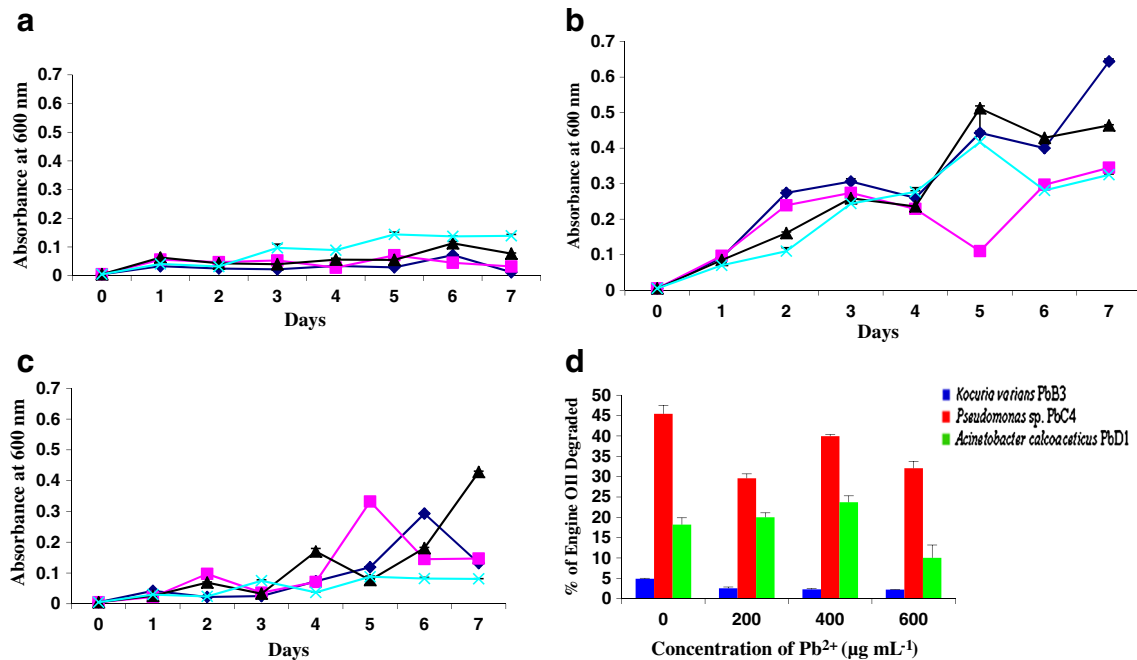 a
0.7
0.6
0.5
0.4
0.3
0.2
0.1
0
Absorbance at 600 nm
0 1 2 3 4 5 6 7
Days
b
0.7
0.6
0.5
0.4
0.3
0.2
0.1
0
Absorbance at 600 nm
0 1 2 3 4 5 6 7
Days
c
0.7
0.6
0.5
0.4
0.3
0.2
0.1
0
Absorbance at 600 nm
0 1 2 3 4 5 6 7
Days
d
Kocuria varians PbB3
Pseudomonas sp. PbC4
Acinetobacter calcoaceticus PbD1
50
45
40
35
30
25
20
15
10
5
0
% of Engine OIl Degraded
0 200 400 600
Concentration of Pb²⁺ (µg mL⁻¹)